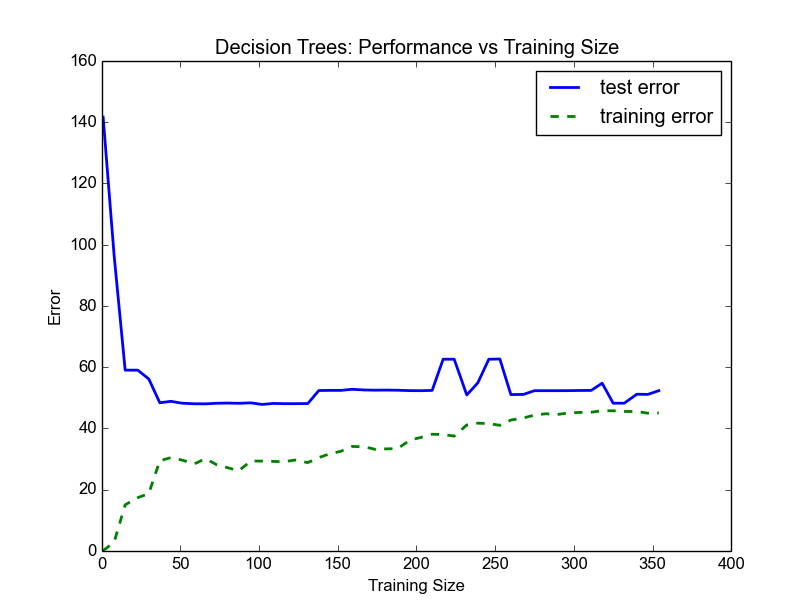 Decision Trees: Performance vs Training Size
160
140
120
100
80
60
40
20
0
Error
test error
training error
0 50 100 150 200 250 300 350 400
Training Size